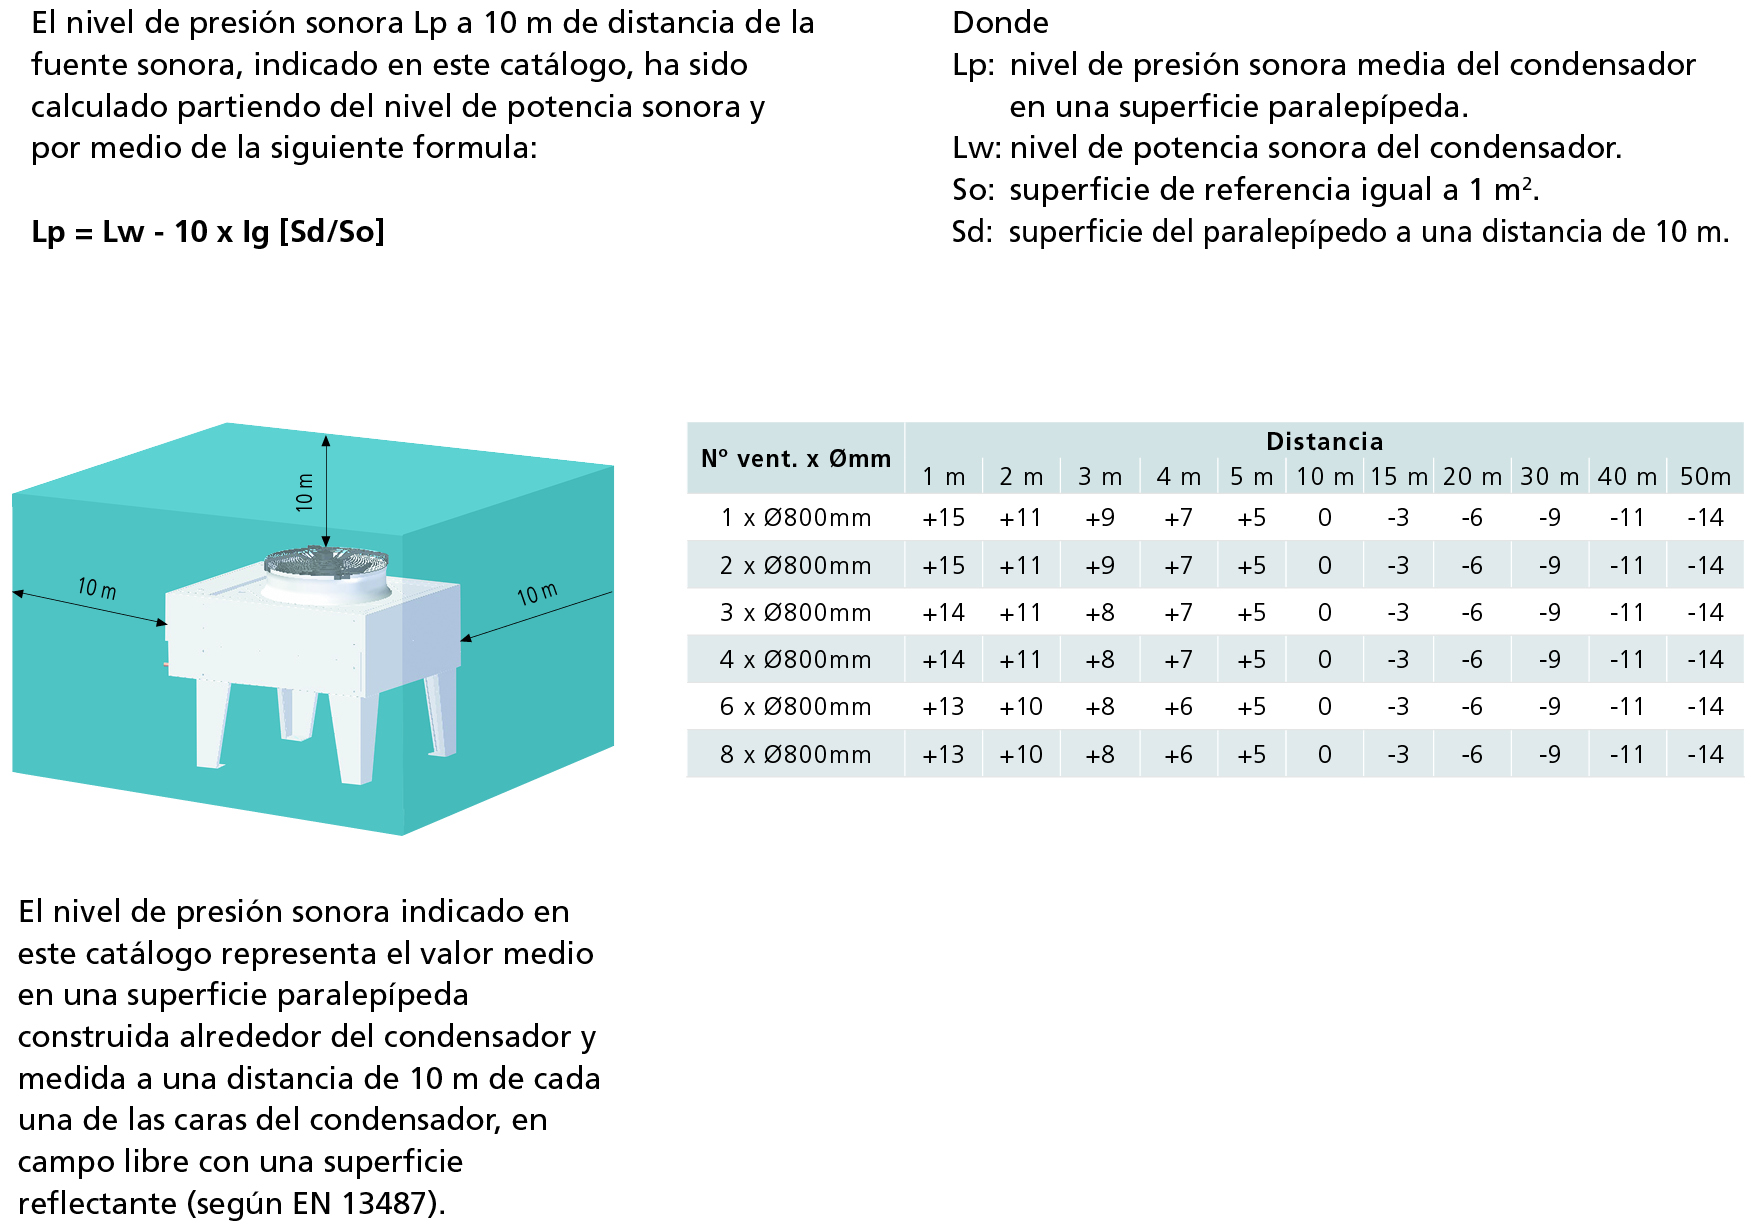 El nivel de presión sonora Lp a 10 m de distancia de la
fuente sonora, indicado en este catálogo, ha sido
calculado partiendo del nivel de potencia sonora y
por medio de la siguiente formula:
Lp = Lw - 10 x lg [Sd/So]
Donde
Lp: nivel de presión sonora media del condensador
en una superficie paralepípeda.
Lw: nivel de potencia sonora del condensador.
So: superficie de referencia igual a 1 m².
Sd: superficie del paralepípedo a una distancia de 10 m.
10 m
10 m
10 m
Nº vent. x Ømm Distancia
1 m 2 m 3 m 4 m 5 m 10 m 15 m 20 m 30 m 40 m 50m
1 x Ø800mm +15 +11 +9 +7 +5 0 -3 -6 -9 -11 -14
2 x Ø800mm +15 +11 +9 +7 +5 0 -3 -6 -9 -11 -14
3 x Ø800mm +14 +11 +8 +7 +5 0 -3 -6 -9 -11 -14
4 x Ø800mm +14 +11 +8 +7 +5 0 -3 -6 -9 -11 -14
6 x Ø800mm +13 +10 +8 +6 +5 0 -3 -6 -9 -11 -14
8 x Ø800mm +13 +10 +8 +6 +5 0 -3 -6 -9 -11 -14
El nivel de presión sonora indicado en
este catálogo representa el valor medio
en una superficie paralepípeda
construida alrededor del condensador y
medida a una distancia de 10 m de cada
una de las caras del condensador, en
campo libre con una superficie
reflectante (según EN 13487).